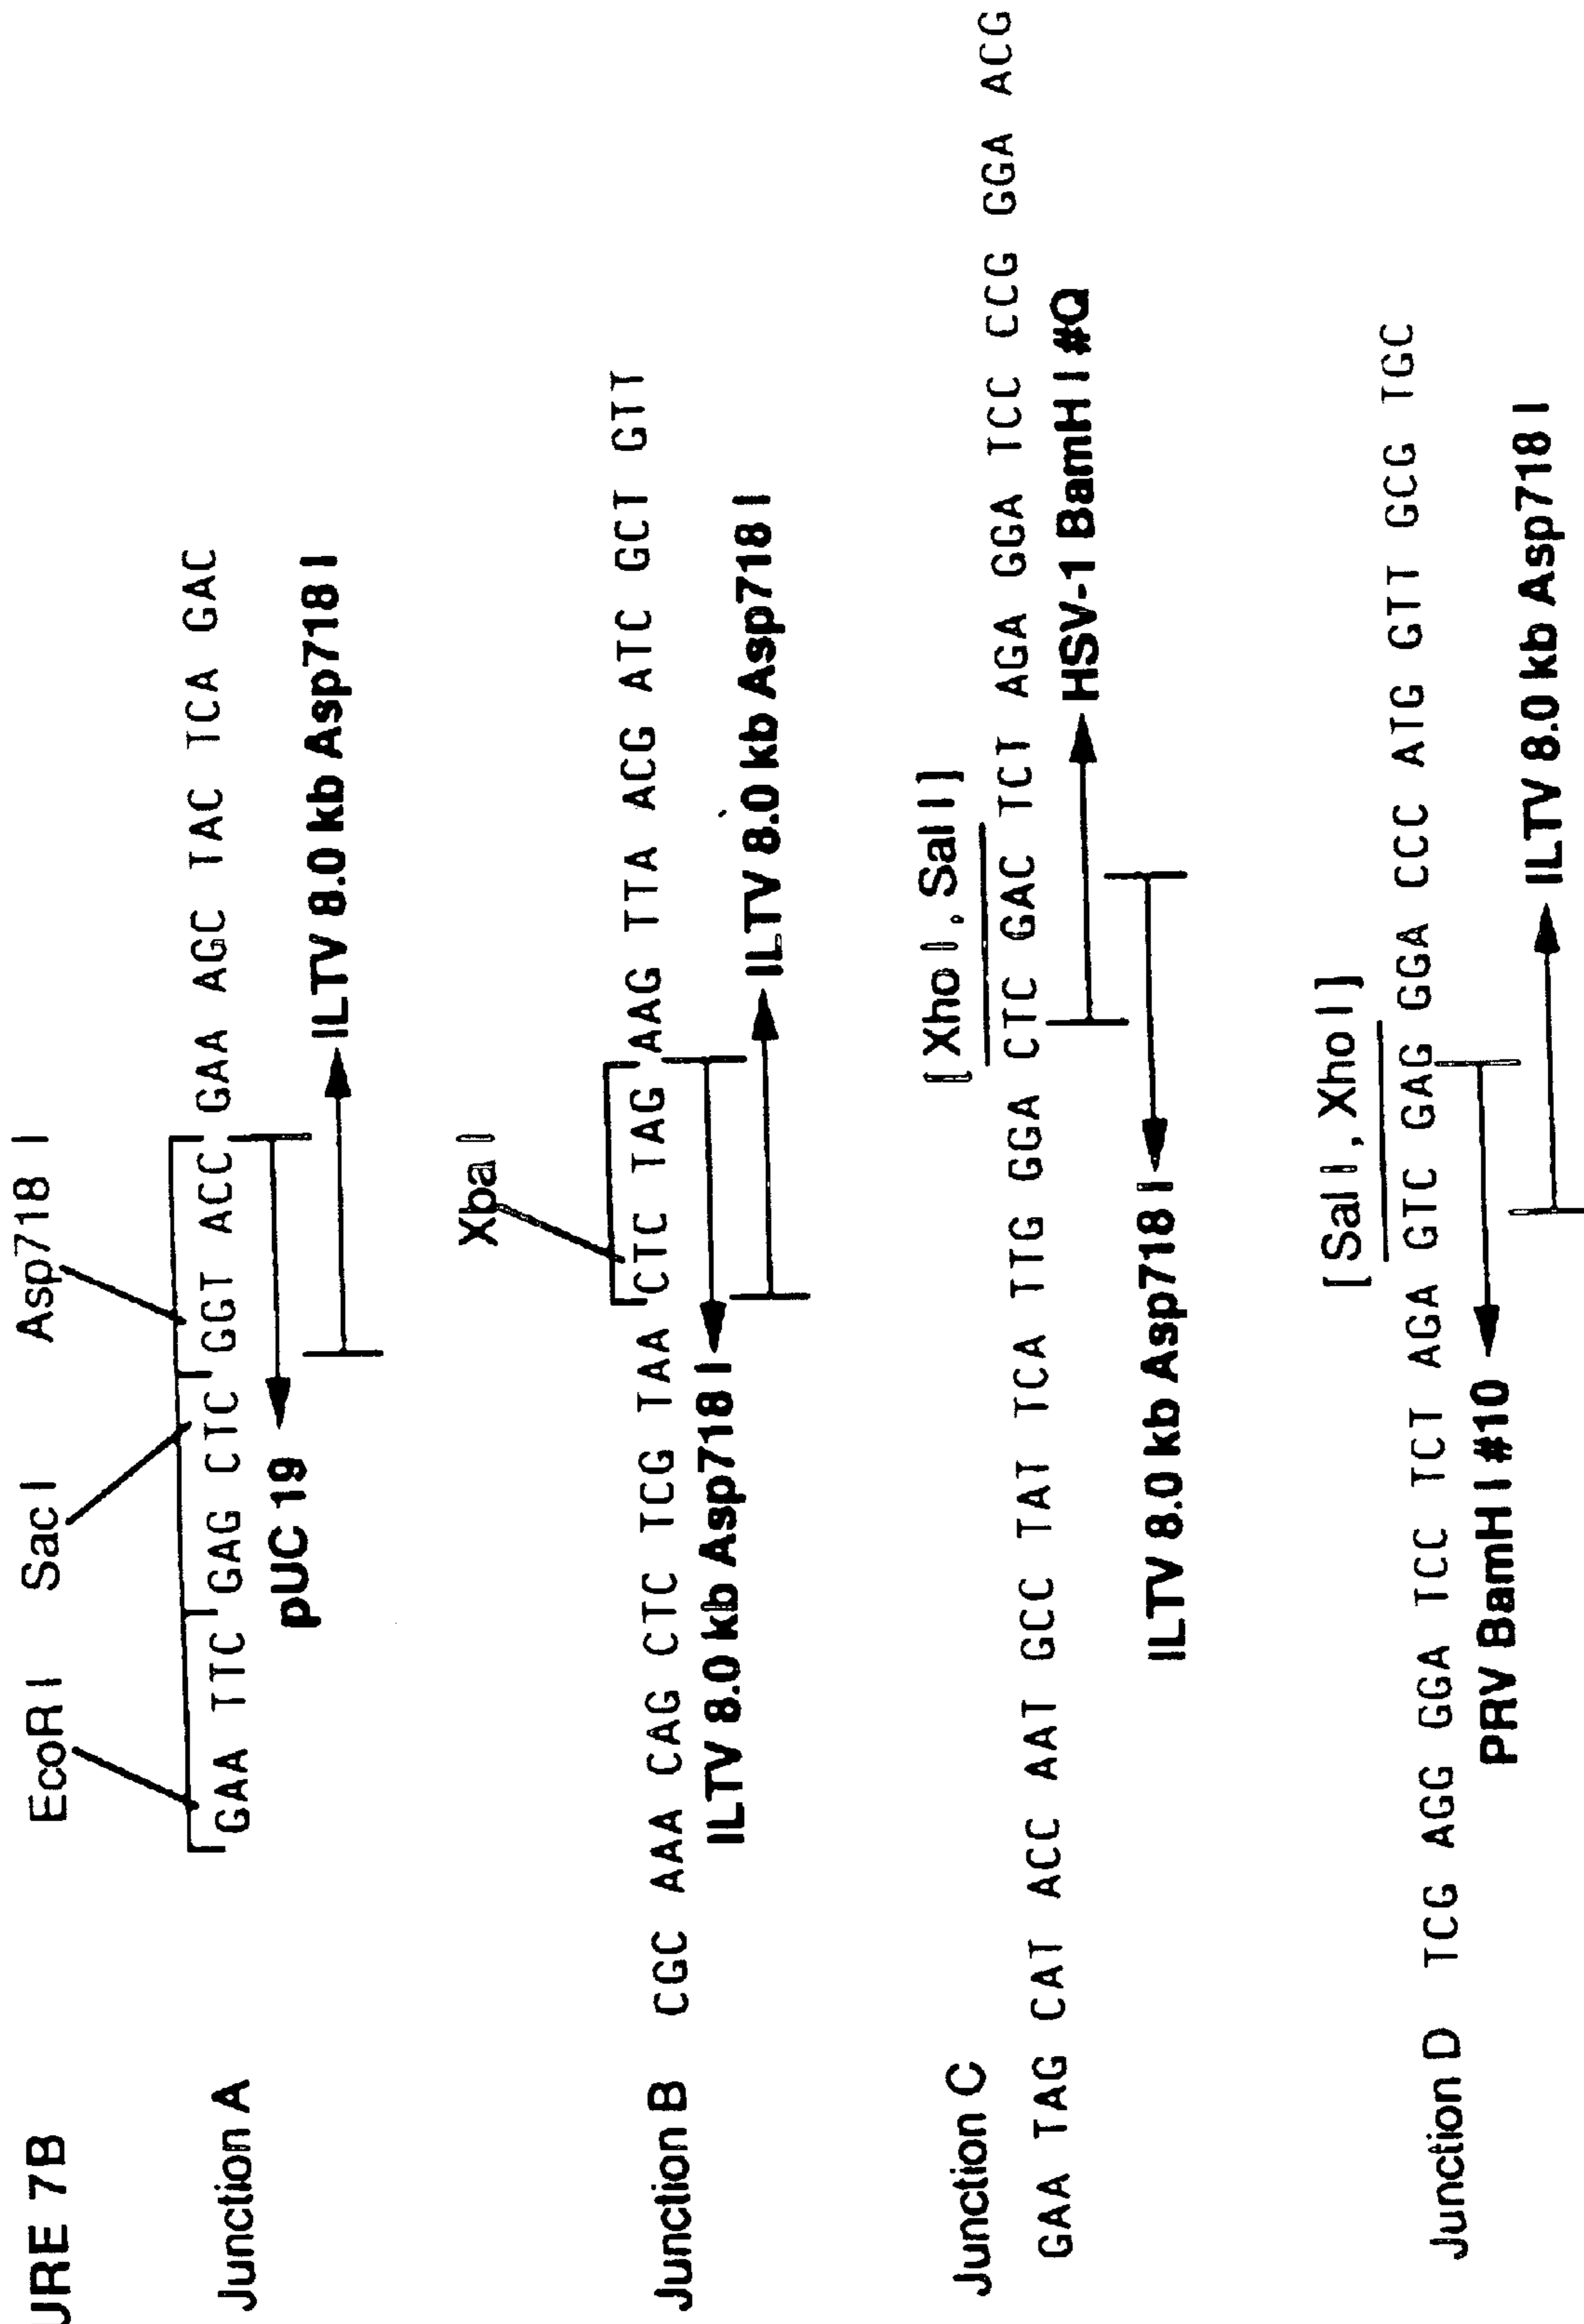 URE 7B
EcoR I Sac I Asp718 I
Junction A GAA TTC GAG CTC GGT ACC GAA AGC TAC TCA GAC
pUC 19 ILTV 8.0 kb Asp718 I
Xba I
Junction B CGC AAA CAG CTC TCG TAA CTC TAG AAG TTA ACG ATC GCT GTT
ILTV 8.0 kb Asp718 I ILTV 8.0 kb Asp718 I
[Xho I, Sal I]
Junction C
GAA TAG CAT ACC AAT GCC TAT TCA TTG GGA CTC GAC TCT AGA GGA TCC CCG GGA ACG
HSV-1 BamH I #Q
ILTV 8.0 kb Asp718 I
[Sal I, Xho I]
Junction D TCG AGG GGA TCC TCT AGA GTC GAG GGA CCC ATG GTT GCG TGC
PRV BamH I #10 ILTV 8.0 kb Asp718 I